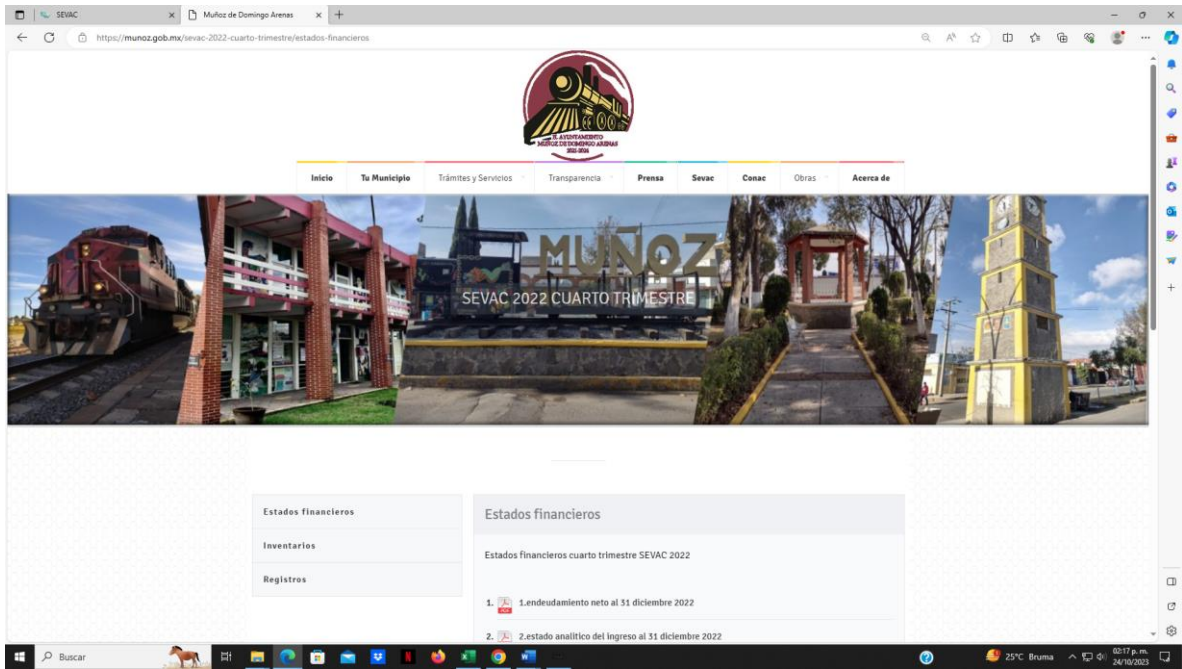 SEVAC
Muñoz de Domingo Arenas
https://munoz.gob.mx/sevac-2022-cuarto-trimestre/estados-financieros
H. AYUNTAMIENTO
MUÑOZ DE DOMINGO ARENAS
2021-2024
Inicio Tu Municipio Trámites y Servicios Transparencia Prensa Sevac Conac Obras Acerca de
MUÑOZ
SEVAC 2022 CUARTO TRIMESTRE
Estados financieros
Inventarios
Registros
Estados financieros
Estados financieros cuarto trimestre SEVAC 2022
1. 1.endeudamiento neto al 31 diciembre 2022
2. 2.estado analitico del ingreso al 31 diciembre 2022
Buscar
25°C Bruma
02:17 p. m.
24/10/2023